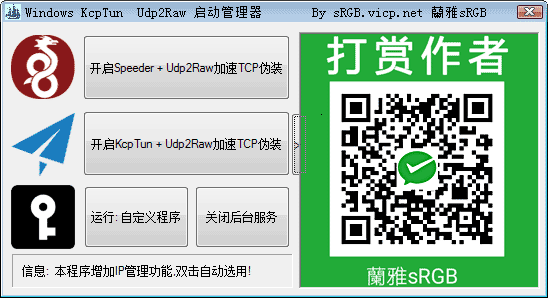 Windows KcpTun Udp2Raw 启动管理器 By sRGB.vicp.net 蘭雅sRGB
开启Speeder + Udp2Raw加速TCP伪装
开启KcpTun + Udp2Raw加速TCP伪装
>
运行: 自定义程序
关闭后台服务
信息: 本程序增加IP管理功能,双击自动选用!
打赏作者
蘭雅sRGB